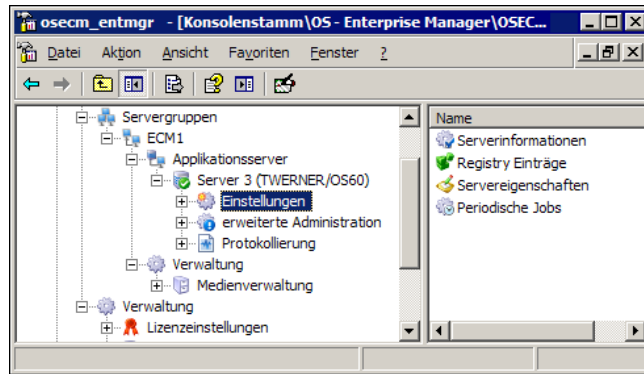 osecm_entmgr - [Konsolenstamm\OS - Enterprise Manager\OSEC...
Datei Aktion Ansicht Favoriten Fenster ?
Servergruppen
ECM1
Applikationsserver
Server 3 (TWERNER/OS60)
Einstellungen
erweiterte Administration
Protokollierung
Verwaltung
Medienverwaltung
Verwaltung
Lizenzeinstellungen
Name
Serverinformationen
Registry Einträge
Servereigenschaften
Periodische Jobs